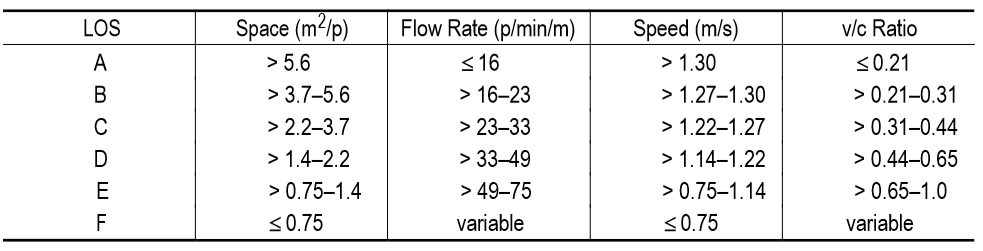 LOS Space (m²/p) Flow Rate (p/min/m) Speed (m/s) v/c Ratio
A > 5.6 ≤ 16 > 1.30 ≤ 0.21
B > 3.7–5.6 > 16–23 > 1.27–1.30 > 0.21–0.31
C > 2.2–3.7 > 23–33 > 1.22–1.27 > 0.31–0.44
D > 1.4–2.2 > 33–49 > 1.14–1.22 > 0.44–0.65
E > 0.75–1.4 > 49–75 > 0.75–1.14 > 0.65–1.0
F ≤ 0.75 variable ≤ 0.75 variable